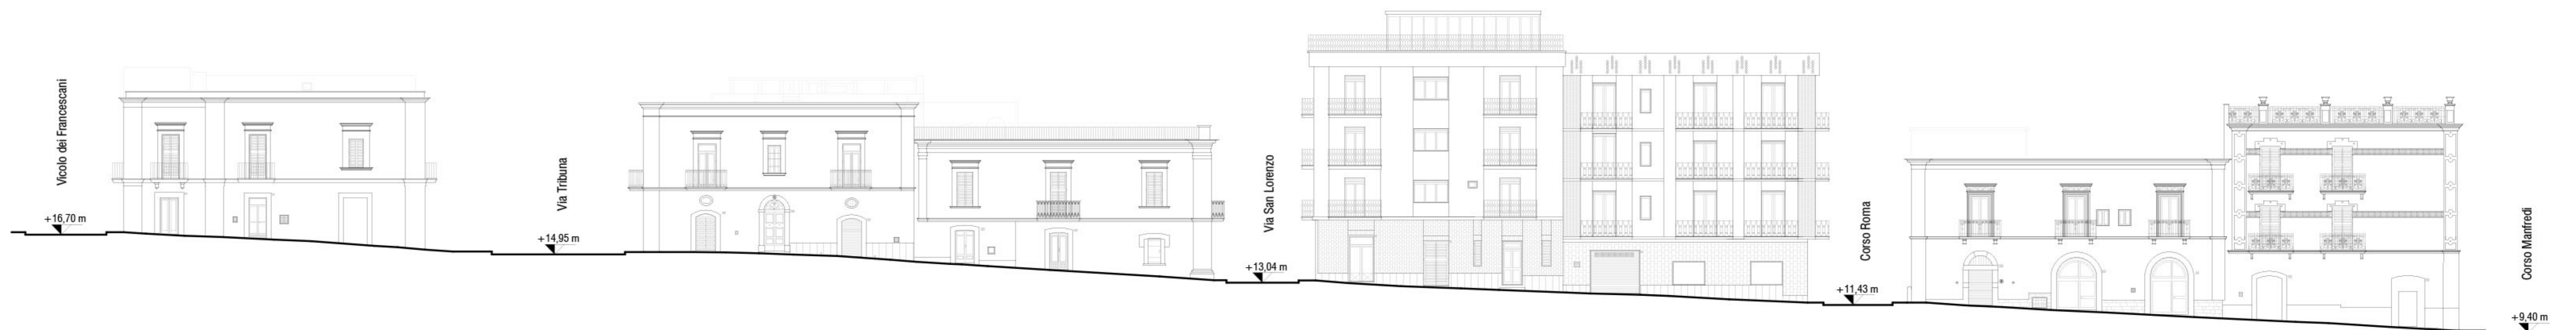 Vicolo dei Francescani
+16,70 m
Via Tribuna
+14,95 m
Via San Lorenzo
+13,04 m
Corso Roma
+11,43 m
Corso Manfredi
+9,40 m